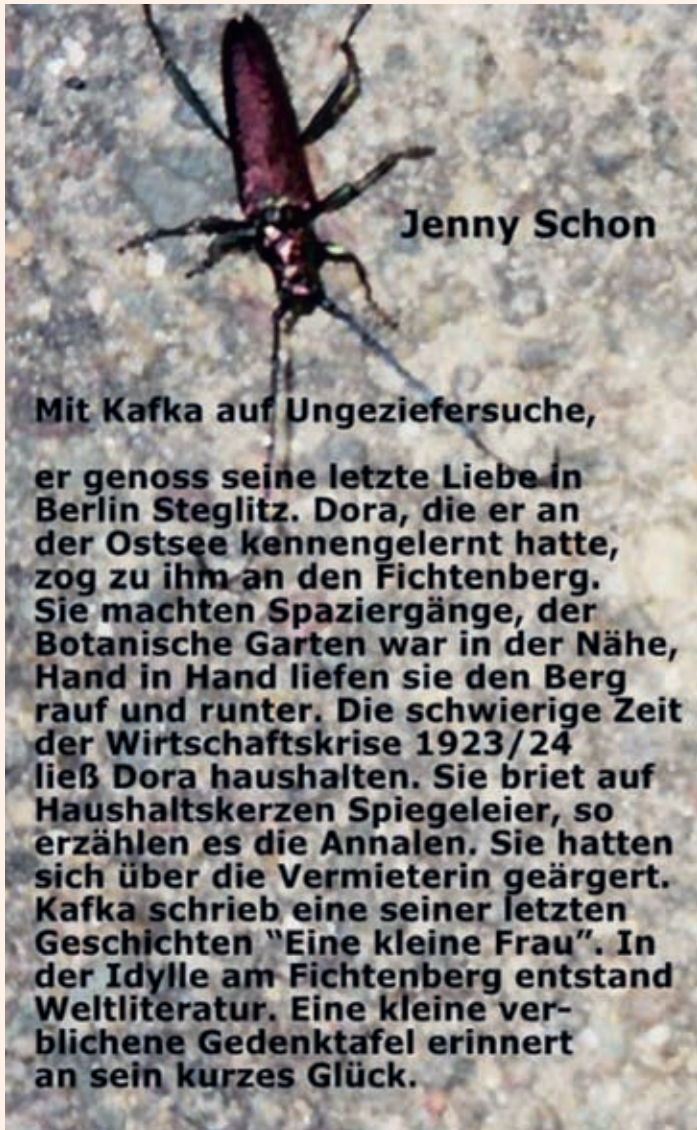 Jenny Schon
Mit Kafka auf Ungeziefersuche,
er genoss seine letzte Liebe in
Berlin Steglitz. Dora, die er an
der Ostsee kennengelernt hatte,
zog zu ihm an den Fichtenberg.
Sie machten Spaziergänge, der
Botanische Garten war in der Nähe,
Hand in Hand liefen sie den Berg
rauf und runter. Die schwierige Zeit
der Wirtschaftskrise 1923/24
ließ Dora haushalten. Sie briet auf
Haushaltskerzen Spiegeleier, so
erzählen es die Annalen. Sie hatten
sich über die Vermieterin geärgert.
Kafka schrieb eine seiner letzten
Geschichten “Eine kleine Frau”. In
der Idylle am Fichtenberg entstand
Weltliteratur. Eine kleine ver-
blichene Gedenktafel erinnert
an sein kurzes Glück.